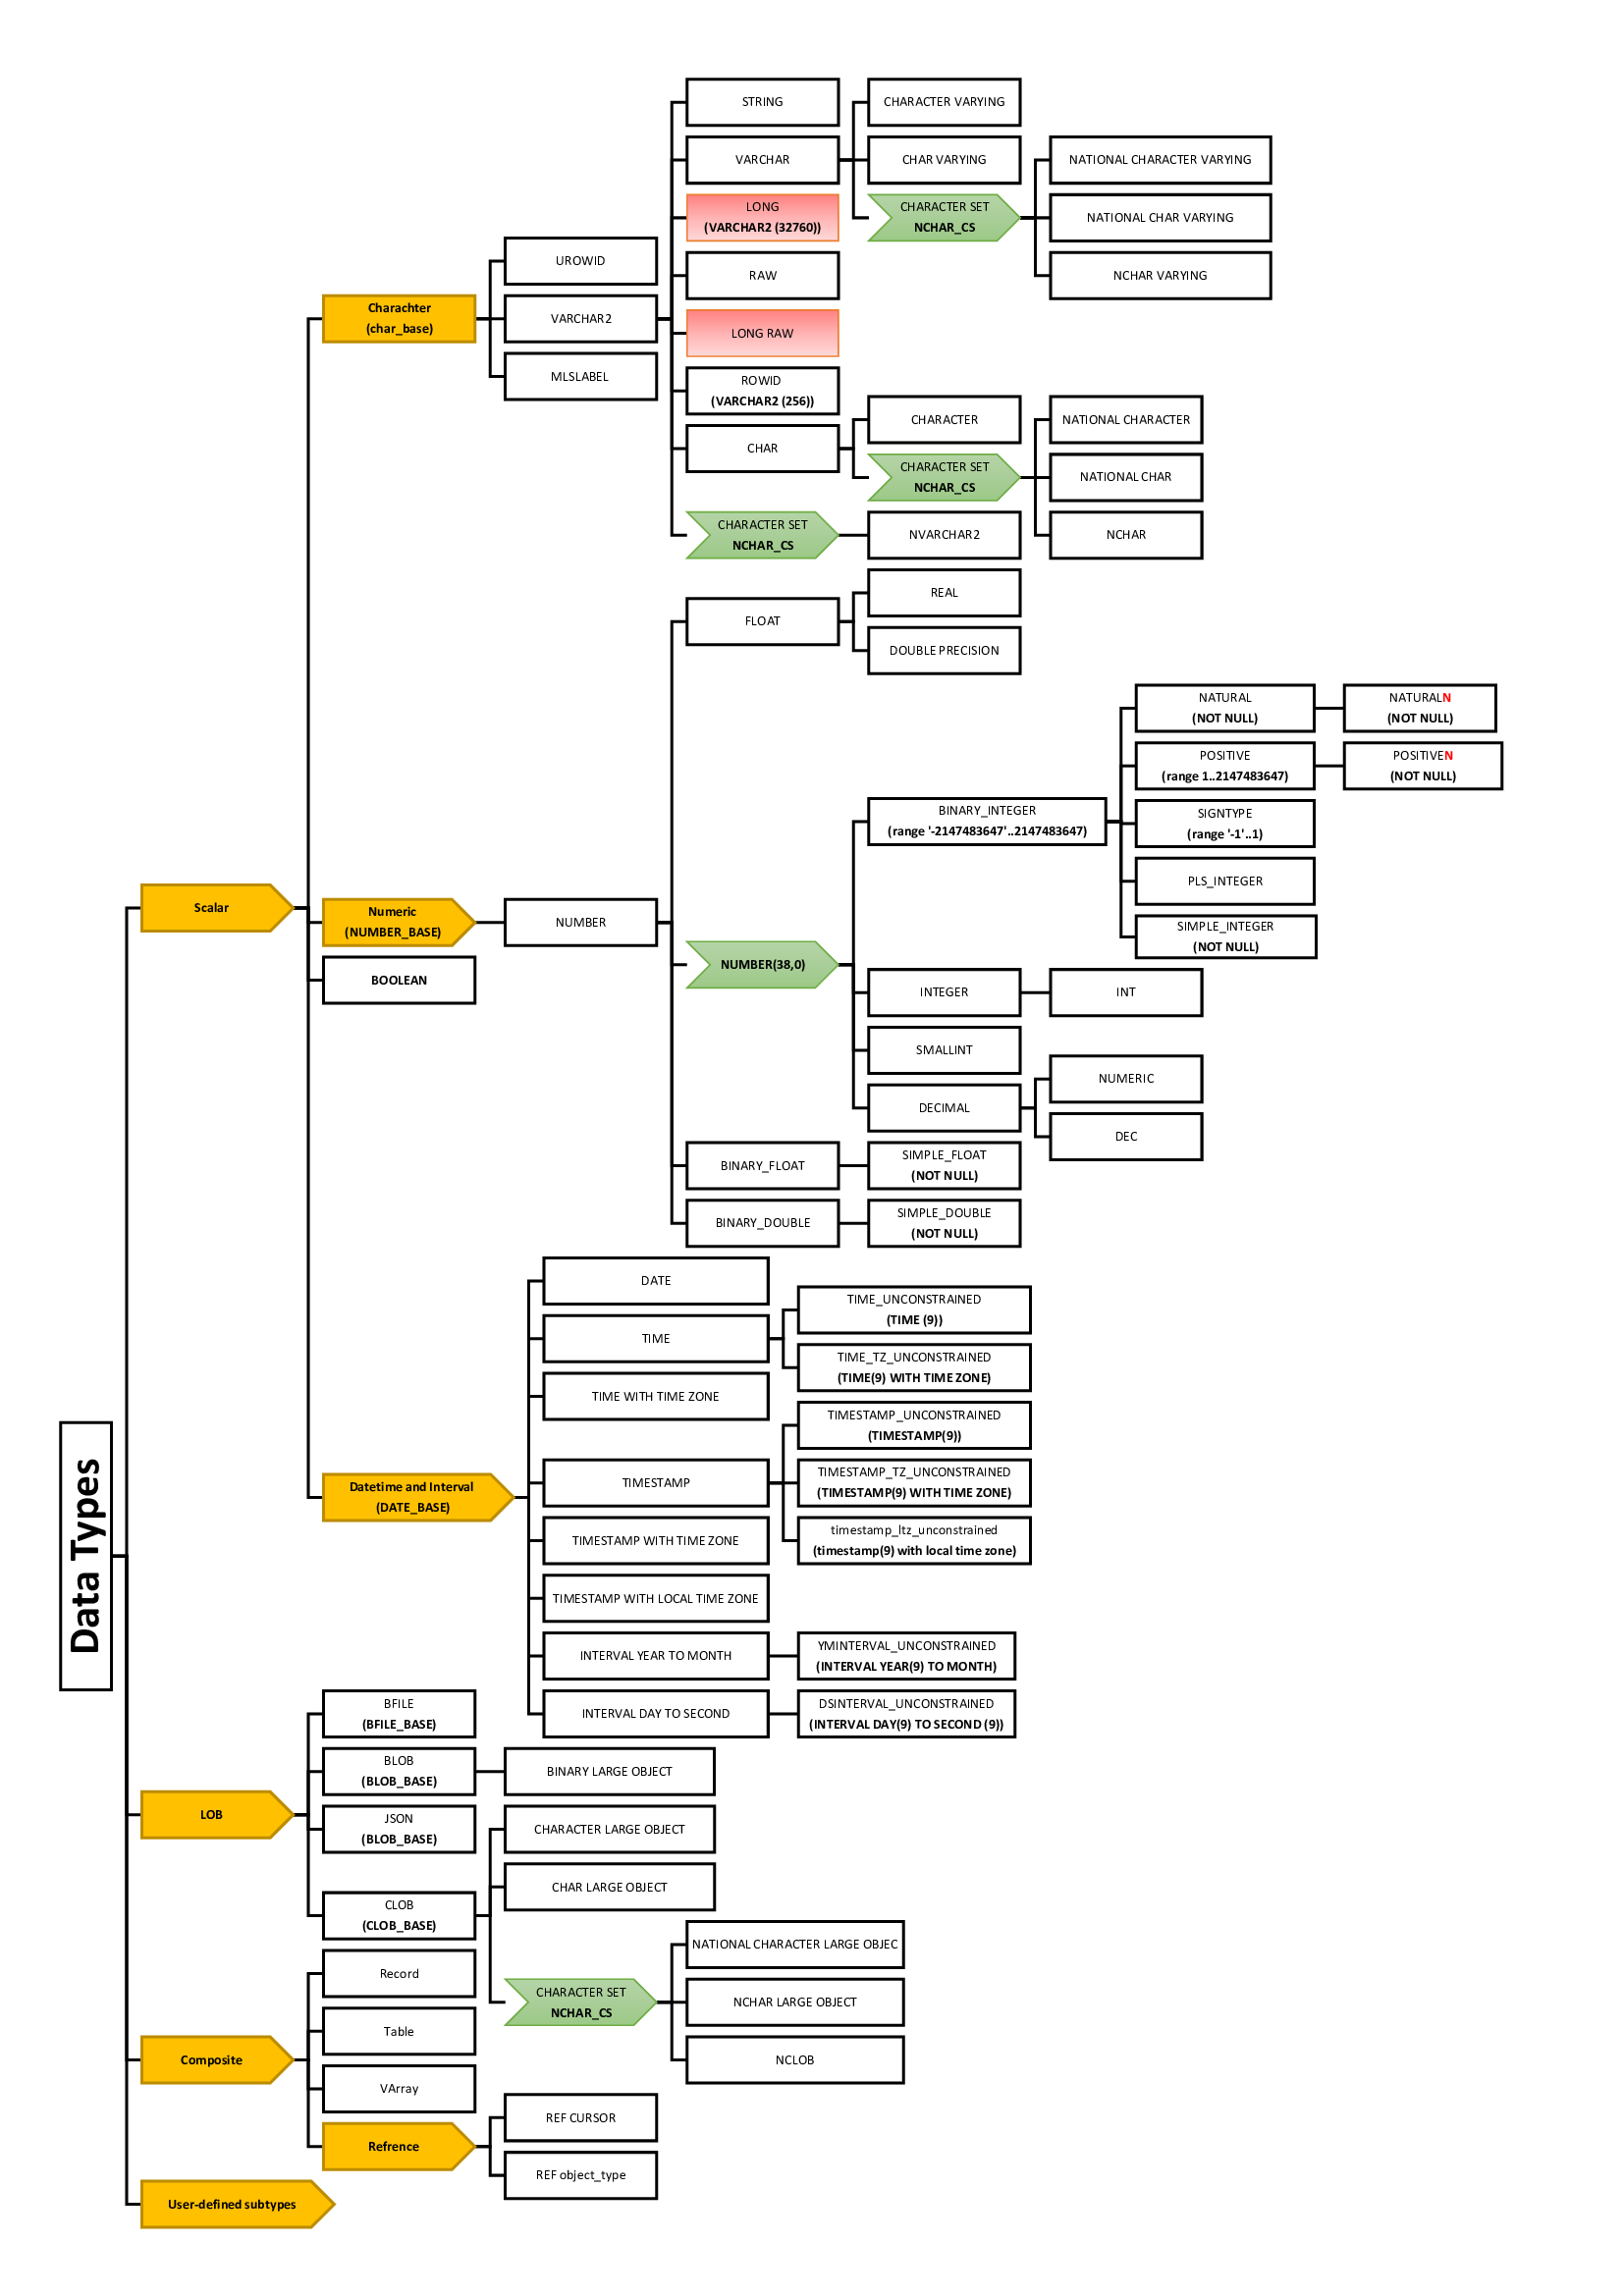 STRING
CHARACTER VARYING
VARCHAR
CHAR VARYING
NATIONAL CHARACTER VARYING
LONG
(VARCHAR2 (32760))
CHARACTER SET
NCHAR_CS
NATIONAL CHAR VARYING
UROWID
RAW
NCHAR VARYING
Charachter
(char_base)
VARCHAR2
LONG RAW
MLSLABEL
ROWID
(VARCHAR2 (256))
CHARACTER
NATIONAL CHARACTER
CHAR
CHARACTER SET
NCHAR_CS
NATIONAL CHAR
CHARACTER SET
NCHAR_CS
NVARCHAR2
NCHAR
REAL
FLOAT
DOUBLE PRECISION
NATURAL
(NOT NULL)
NATURALN
(NOT NULL)
POSITIVE
(range 1..2147483647)
POSITIVEN
(NOT NULL)
BINARY_INTEGER
(range '-2147483647'..2147483647)
SIGNTYPE
(range '-1'..1)
PLS_INTEGER
Scalar
Numeric
(NUMBER_BASE)
NUMBER
SIMPLE_INTEGER
(NOT NULL)
NUMBER(38,0)
BOOLEAN
INTEGER
INT
SMALLINT
NUMERIC
DECIMAL
DEC
BINARY_FLOAT
SIMPLE_FLOAT
(NOT NULL)
BINARY_DOUBLE
SIMPLE_DOUBLE
(NOT NULL)
DATE
TIME_UNCONSTRAINED
(TIME (9))
TIME
TIME_TZ_UNCONSTRAINED
(TIME(9) WITH TIME ZONE)
TIME WITH TIME ZONE
TIMESTAMP_UNCONSTRAINED
(TIMESTAMP(9))
Datetime and Interval
(DATE_BASE)
TIMESTAMP
TIMESTAMP_TZ_UNCONSTRAINED
(TIMESTAMP(9) WITH TIME ZONE)
TIMESTAMP WITH TIME ZONE
timestamp_ltz_unconstrained
(timestamp(9) with local time zone)
Data Types
TIMESTAMP WITH LOCAL TIME ZONE
INTERVAL YEAR TO MONTH
YMINTERVAL_UNCONSTRAINED
(INTERVAL YEAR(9) TO MONTH)
BFILE
(BFILE_BASE)
INTERVAL DAY TO SECOND
DSINTERVAL_UNCONSTRAINED
(INTERVAL DAY(9) TO SECOND (9))
BLOB
(BLOB_BASE)
BINARY LARGE OBJECT
LOB
JSON
(BLOB_BASE)
CHARACTER LARGE OBJECT
CHAR LARGE OBJECT
CLOB
(CLOB_BASE)
NATIONAL CHARACTER LARGE OBJEC
Record
CHARACTER SET
NCHAR_CS
NCHAR LARGE OBJECT
Table
Composite
NCLOB
VArray
REF CURSOR
Refrence
REF object_type
User-defined subtypes